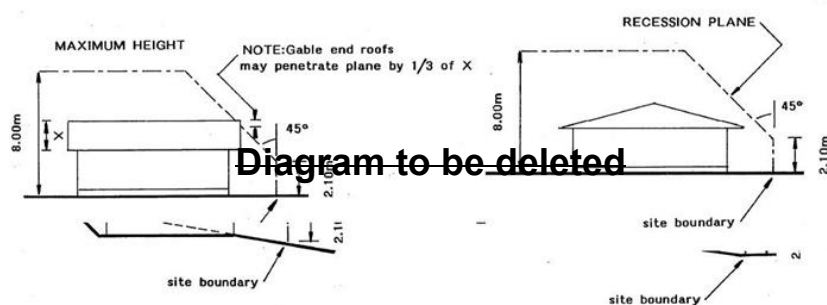 MAXIMUM HEIGHT
NOTE:Gable end roofs
may penetrate plane by 1/3 of X
8.00m
X
45°
2.10m
site boundary
RECESSION PLANE
8.00m
45°
2.10m
site boundary
Diagram to be deleted
site boundary